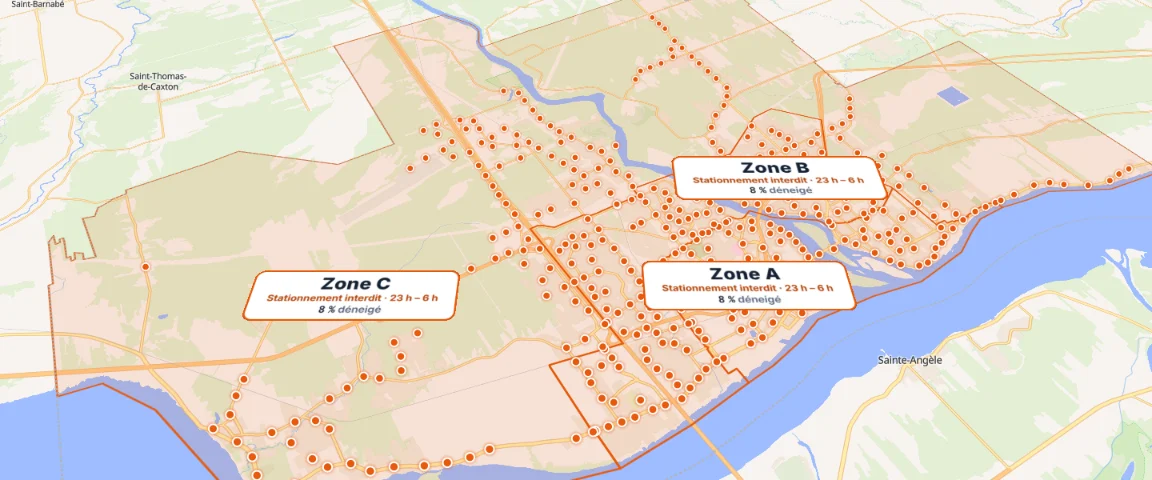 Saint-Barnabé
Saint-Thomas-
de-Caxton
Zone B
Stationnement interdit · 23 h – 6 h
8 % déneigé
Zone A
Stationnement interdit · 23 h – 6 h
8 % déneigé
Zone C
Stationnement interdit · 23 h – 6 h
8 % déneigé
Sainte-Angèle